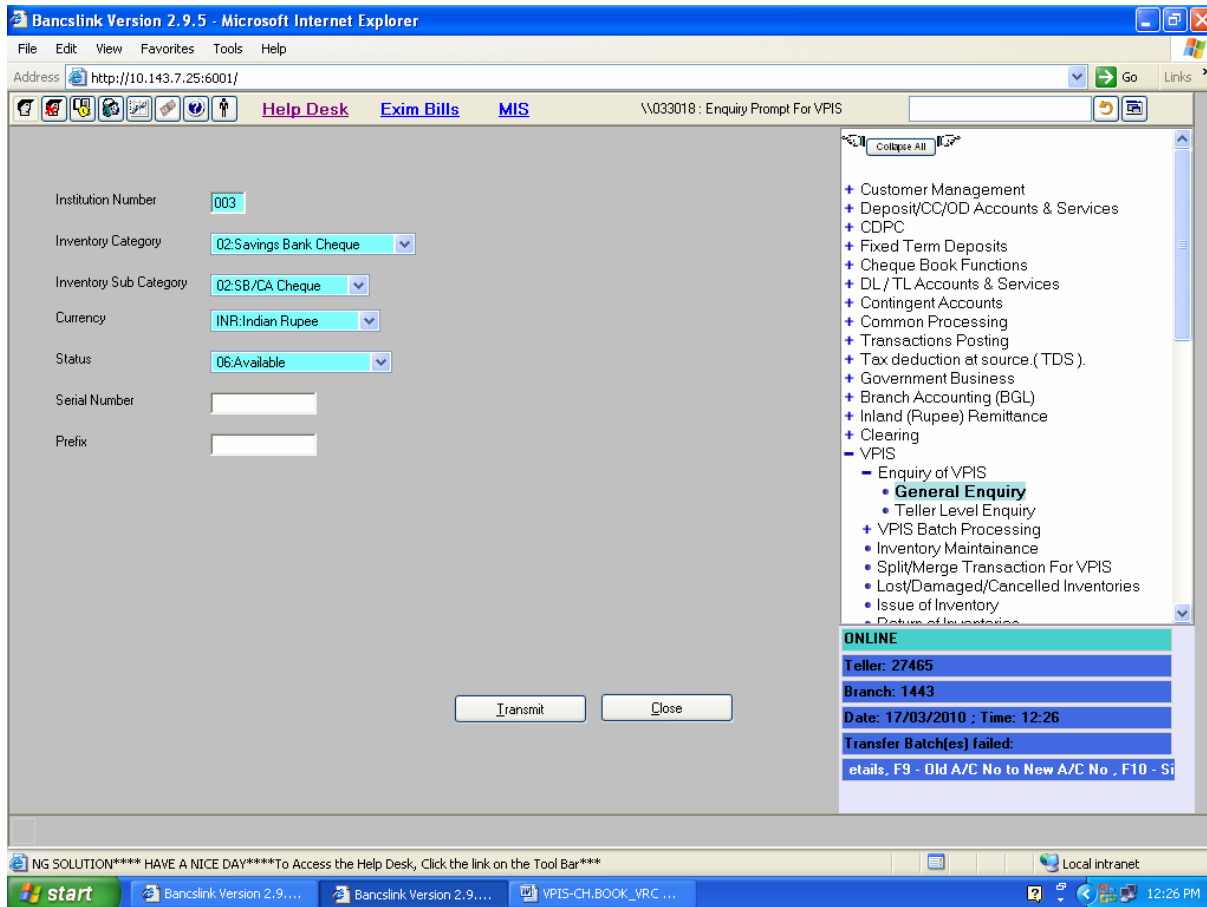 Bancslink Version 2.9.5 - Microsoft Internet Explorer
File Edit View Favorites Tools Help
Address http://10.143.7.25:6001/ Go Links
Help Desk Exim Bills MIS \\033018 : Enquiry Prompt For VPIS
Institution Number 003
Inventory Category 02:Savings Bank Cheque
Inventory Sub Category 02:SB/CA Cheque
Currency INR:Indian Rupee
Status 06:Available
Serial Number
Prefix
Transmit Close
Collapse All
+ Customer Management
+ Deposit/CC/OD Accounts & Services
+ CDPC
+ Fixed Term Deposits
+ Cheque Book Functions
+ DL / TL Accounts & Services
+ Contingent Accounts
+ Common Processing
+ Transactions Posting
+ Tax deduction at source.( TDS ).
+ Government Business
+ Branch Accounting (BGL)
+ Inland (Rupee) Remittance
+ Clearing
− VPIS
− Enquiry of VPIS
• General Enquiry
• Teller Level Enquiry
+ VPIS Batch Processing
• Inventory Maintainance
• Split/Merge Transaction For VPIS
• Lost/Damaged/Cancelled Inventories
• Issue of Inventory
• Return of Inventories
ONLINE
Teller: 27465
Branch: 1443
Date: 17/03/2010 ; Time: 12:26
Transfer Batch(es) failed:
etails, F9 - Old A/C No to New A/C No , F10 - Si
NG SOLUTION**** HAVE A NICE DAY****To Access the Help Desk, Click the link on the Tool Bar*** Local intranet
start Bancslink Version 2.9.... Bancslink Version 2.9.... VPIS-CH.BOOK_VRC ... 12:26 PM